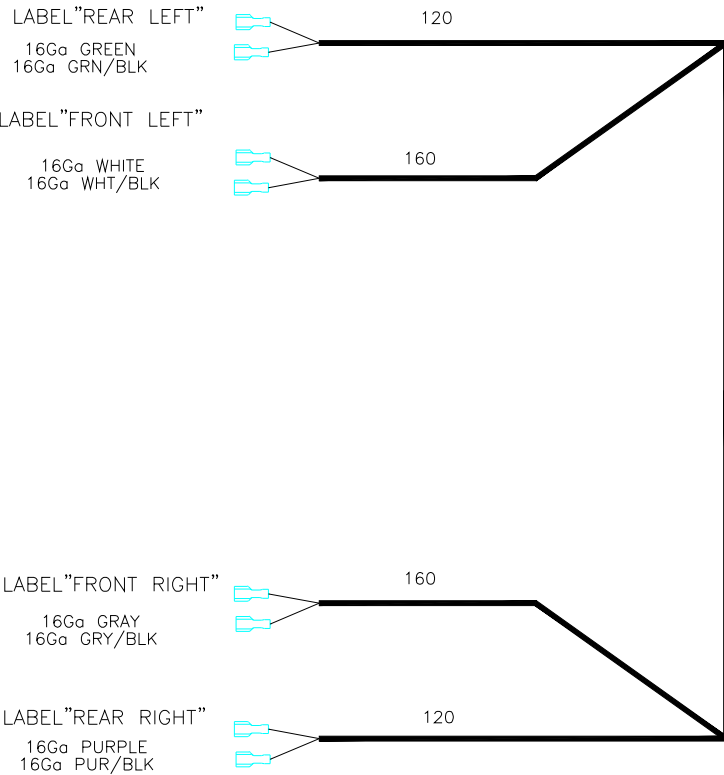 LABEL"REAR LEFT"
120
16Ga GREEN
16Ga GRN/BLK
LABEL"FRONT LEFT"
160
16Ga WHITE
16Ga WHT/BLK
LABEL"FRONT RIGHT"
160
16Ga GRAY
16Ga GRY/BLK
LABEL"REAR RIGHT"
120
16Ga PURPLE
16Ga PUR/BLK